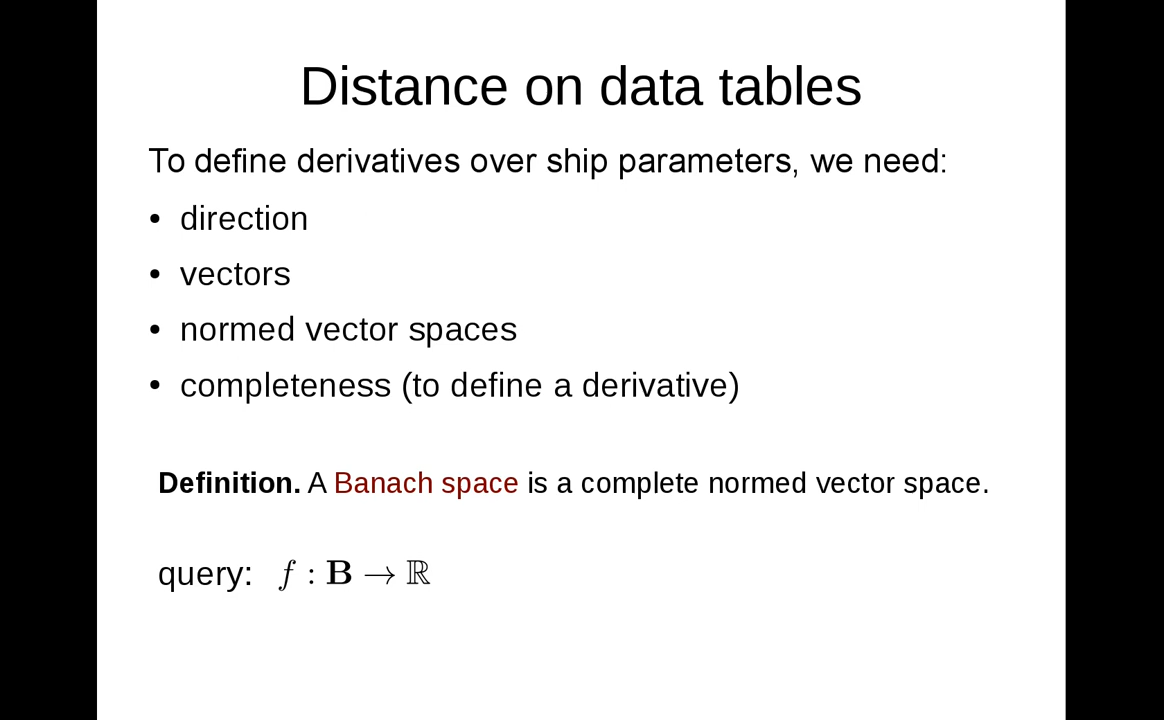 Distance on data tables
To define derivatives over ship parameters, we need:
• direction
• vectors
• normed vector spaces
• completeness (to define a derivative)
Definition. A Banach space is a complete normed vector space.
query: f : B → ℝ